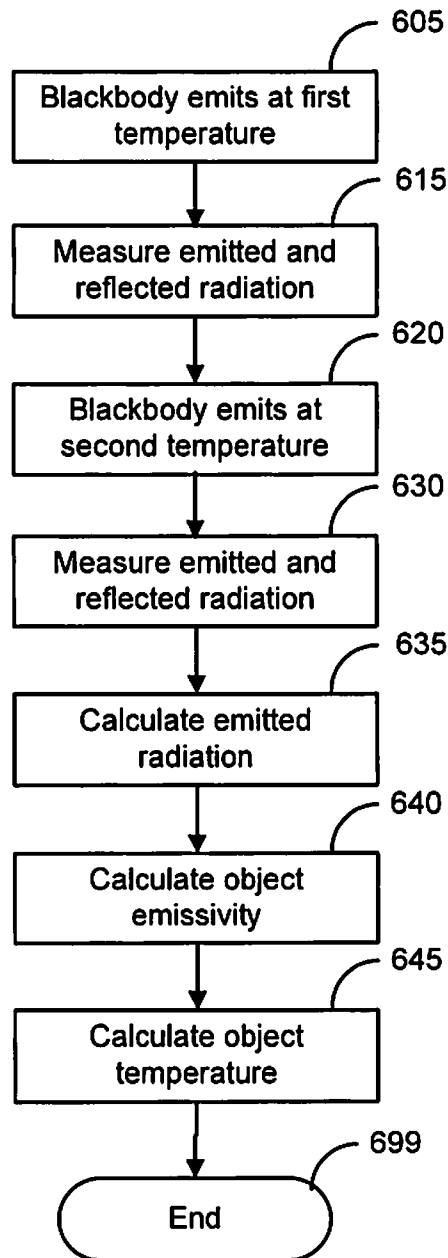 605
Blackbody emits at first
temperature
615
Measure emitted and
reflected radiation
620
Blackbody emits at
second temperature
630
Measure emitted and
reflected radiation
635
Calculate emitted
radiation
640
Calculate object
emissivity
645
Calculate object
temperature
699
End